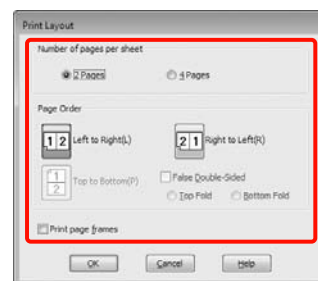 Print Layout
Number of pages per sheet
2 Pages 4 Pages
Page Order
1 2 Left to Right(L) 2 1 Right to Left(R)
1 2 Top to Bottom(P) False Double-Sided
Top Fold Bottom Fold
Print page frames
OK Cancel Help